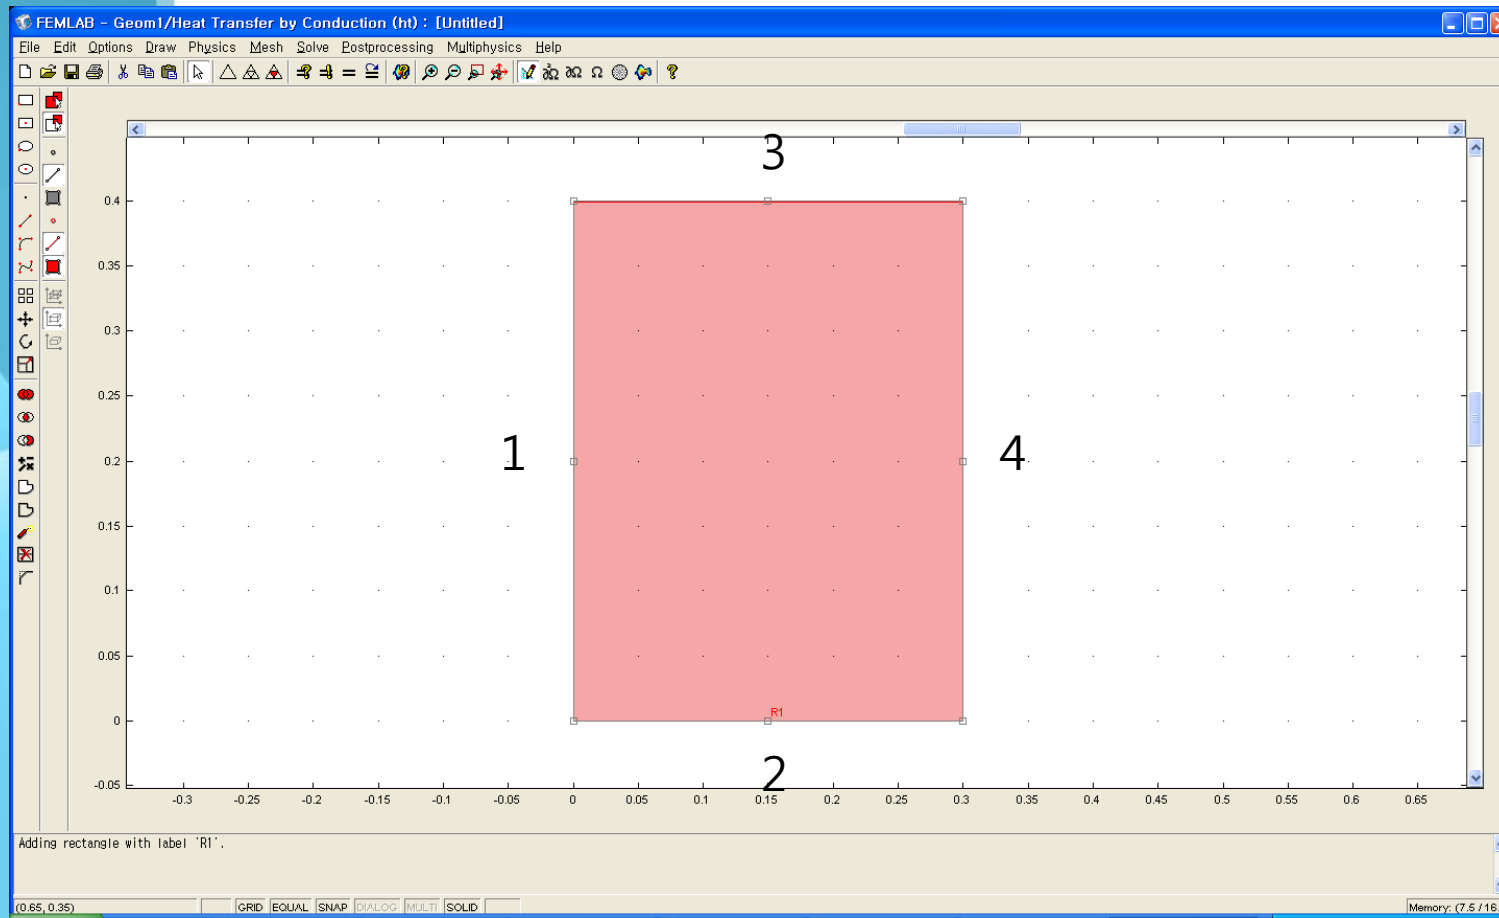 FEMLAB - Geom1/Heat Transfer by Conduction (ht) : [Untitled]
File Edit Options Draw Physics Mesh Solve Postprocessing Multiphysics Help
3
0.4
0.35
0.3
0.25
1
0.2
4
0.15
0.1
0.05
R1
0
2
-0.05
-0.3 -0.25 -0.2 -0.15 -0.1 -0.05 0 0.05 0.1 0.15 0.2 0.25 0.3 0.35 0.4 0.45 0.5 0.55 0.6 0.65
Adding rectangle with label 'R1'.
(0.65, 0.35) GRID EQUAL SNAP DIALOG MULTI SOLID Memory: (7.5 / 16